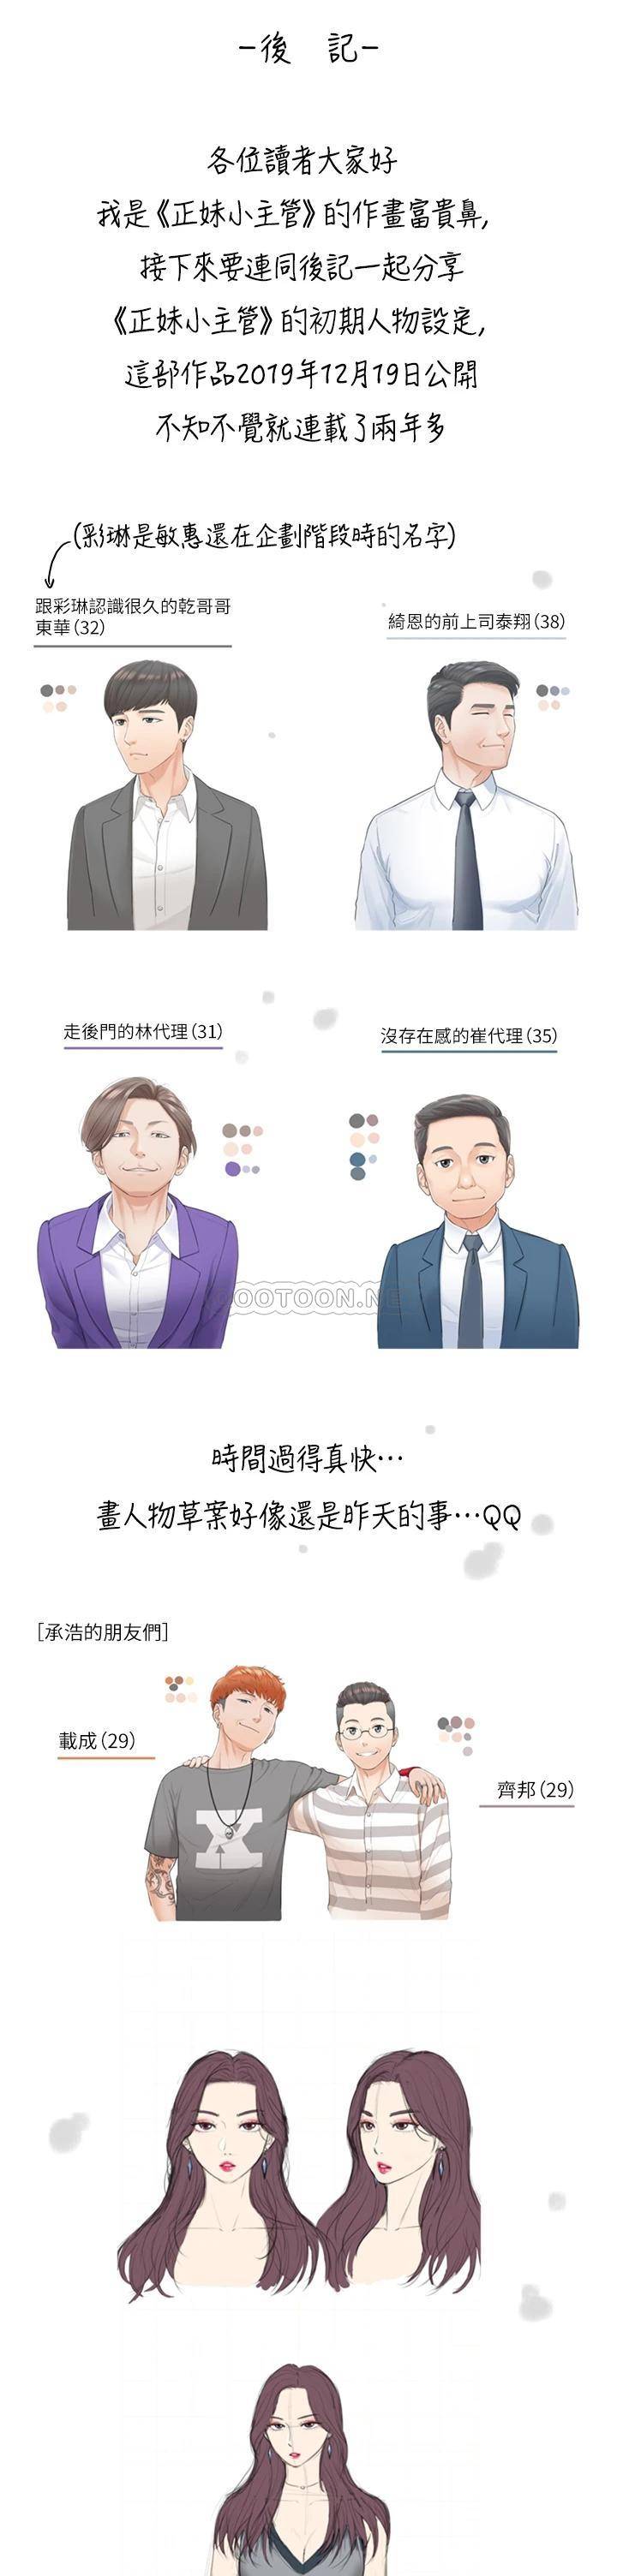 -後 記-
各位讀者大家好
我是《正妹小主管》的作畫富貴鼻,
接下來要連同後記一起分享
《正妹小主管》的初期人物設定,
這部作品2019年12月19日公開
不知不覺就連載了兩年多
(彩琳是敏惠還在企劃階段時的名字)
跟彩琳認識很久的乾哥哥
東華(32)
綺恩的前上司泰翔(38)
走後門的林代理(31)
沒存在感的崔代理(35)
時間過得真快…
畫人物草案好像還是昨天的事…QQ
[承浩的朋友們]
載成(29)
齊邦(29)
X